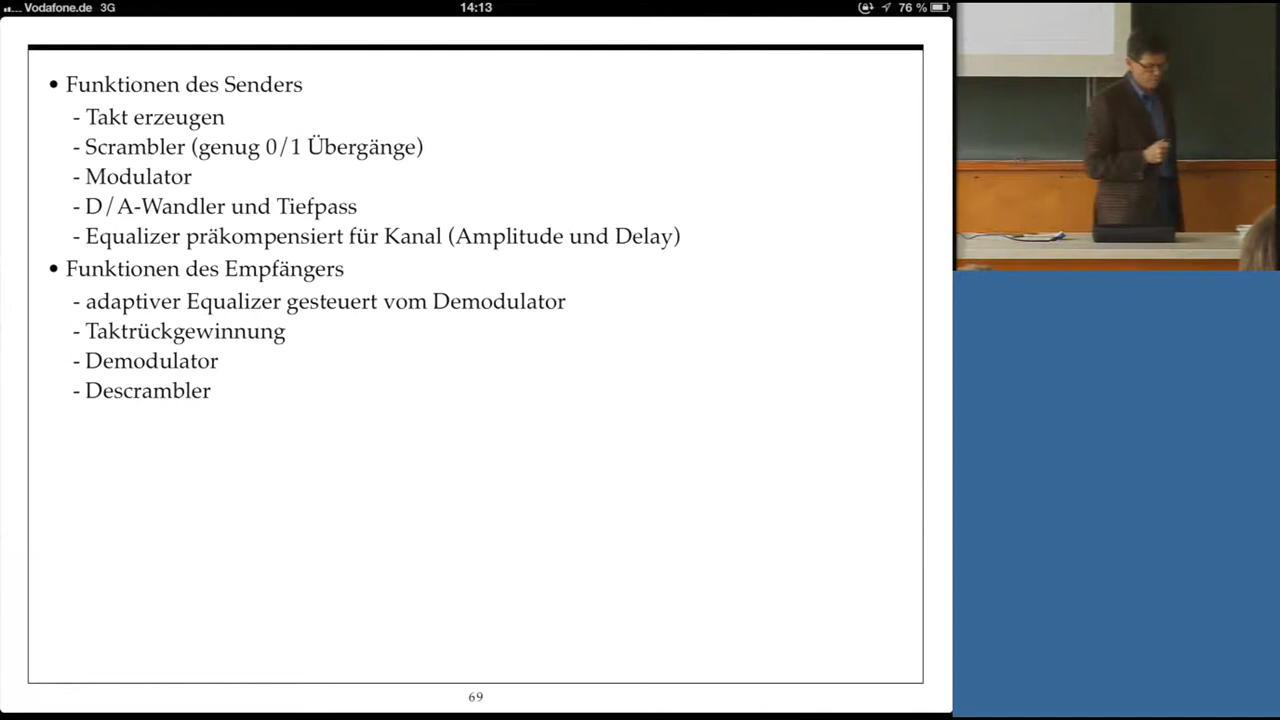 Vodafone.de 3G 14:13 76 %
• Funktionen des Senders
- Takt erzeugen
- Scrambler (genug 0/1 Übergänge)
- Modulator
- D/A-Wandler und Tiefpass
- Equalizer präkompensiert für Kanal (Amplitude und Delay)
• Funktionen des Empfängers
- adaptiver Equalizer gesteuert vom Demodulator
- Taktrückgewinnung
- Demodulator
- Descrambler
69